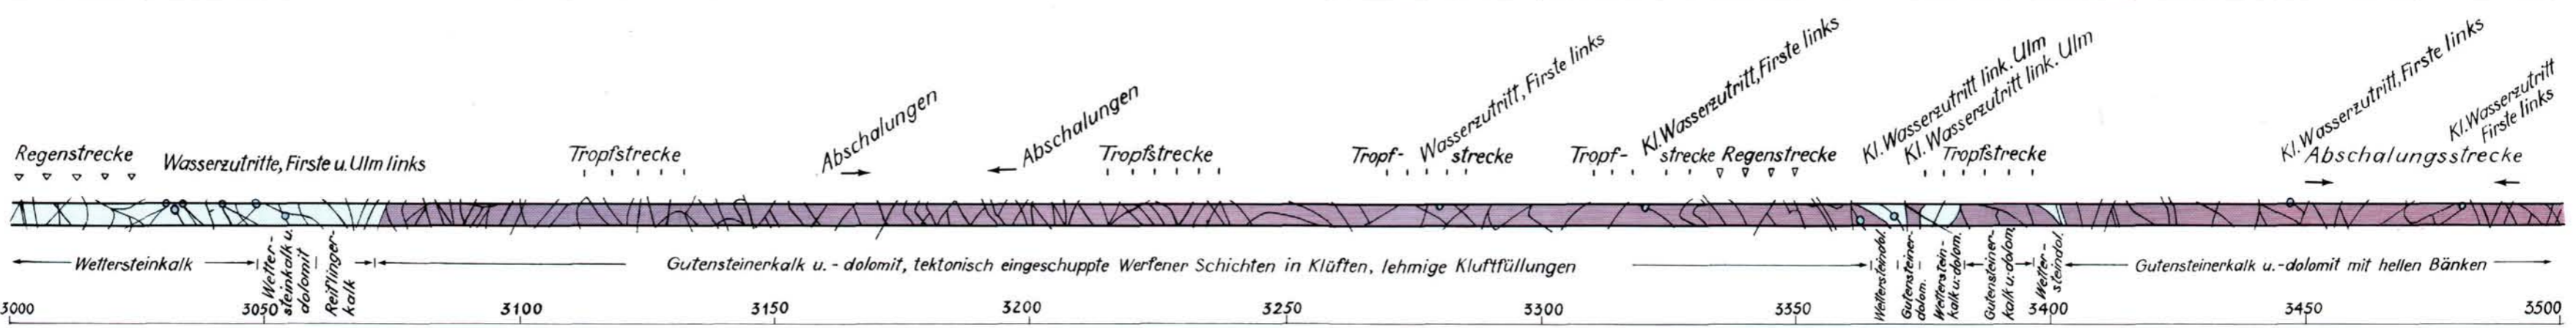 Regenstrecke
Wasserzutritte, Firste u. Ulm links
Tropfstrecke
Abschalungen
Abschalungen
Tropfstrecke
Tropf- strecke
Wasserzutritt, Firste links
Tropf- strecke
Kl. Wasserzutritt, Firste links
Regenstrecke
Kl. Wasserzutritt link. Ulm
Kl. Wasserzutritt link. Ulm
Tropfstrecke
Kl. Wasserzutritt, Firste links
Abschalungsstrecke
Kl. Wasserzutritt
Firste links
Wettersteinkalk
Wetter-
steinkalk u.
dolomit
Reiflinger-
kalk
Gutensteinerkalk u. - dolomit, tektonisch eingeschuppte Werfener Schichten in Klüften, lehmige Kluftfüllungen
Wettersteindol.
Gutensteiner-
dolom.
Wetterstein-
kalk u. dolom.
Gutensteiner-
kalk u. dolom.
Wetter-
steindol.
Gutensteinerkalk u. -dolomit mit hellen Bänken
3000 3050 3100 3150 3200 3250 3300 3350 3400 3450 3500